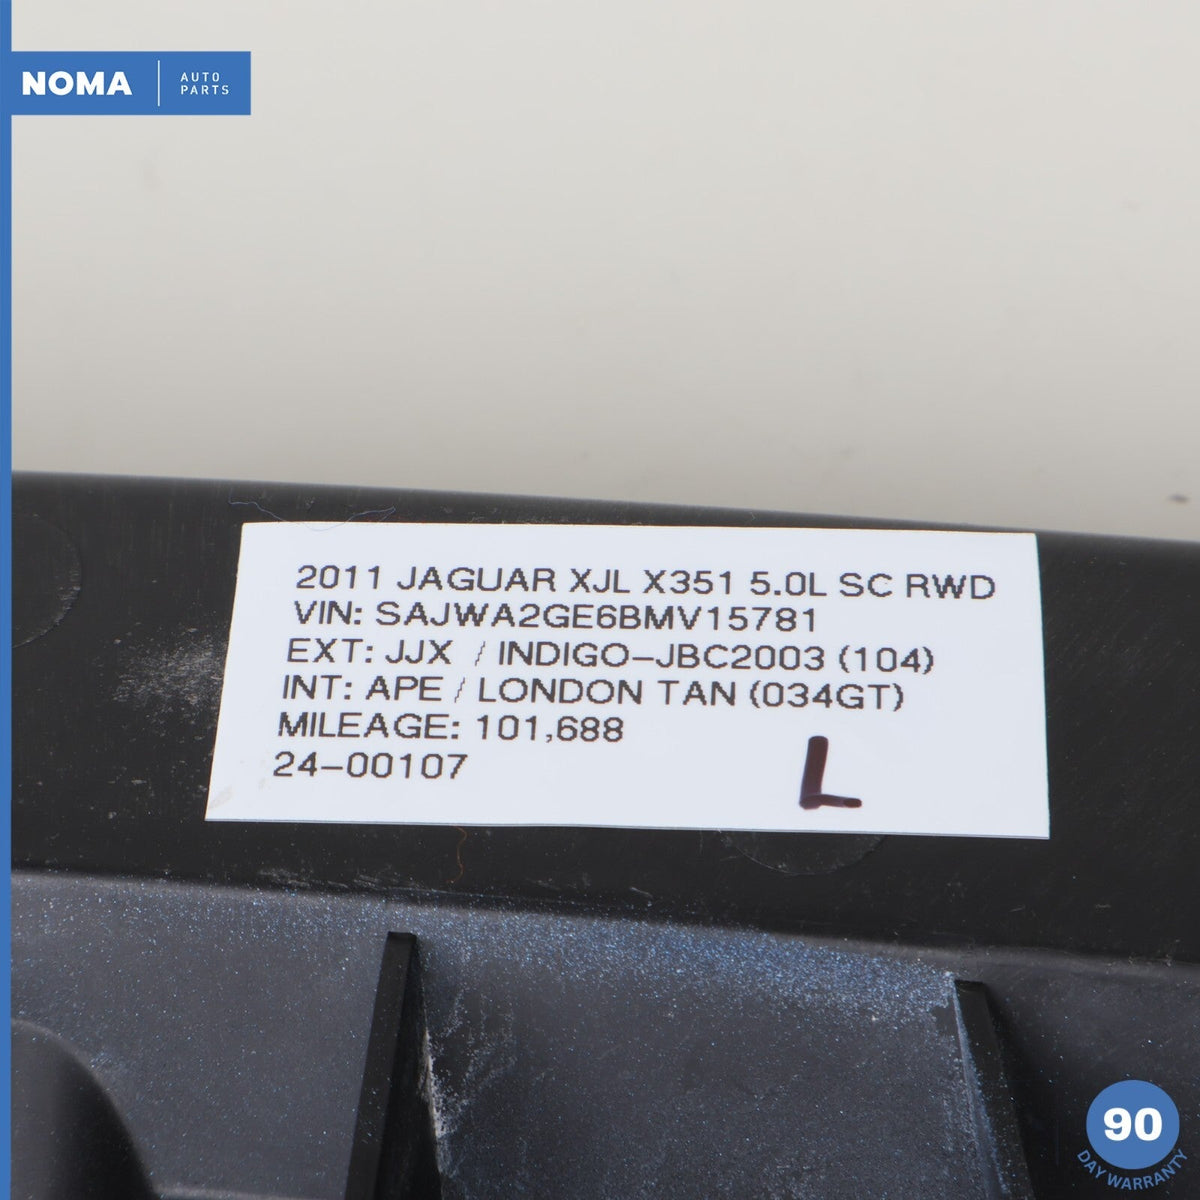 NOMA
AUTO
PARTS
2011 JAGUAR XJL X351 5.0L SC RWD
VIN: SAJWA2GE6BMV15781
EXT: JJX / INDIGO-JBC2003 (104)
INT: APE / LONDON TAN (034GT)
MILEAGE: 101,688
24-00107
L
90
DAY WARRANTY